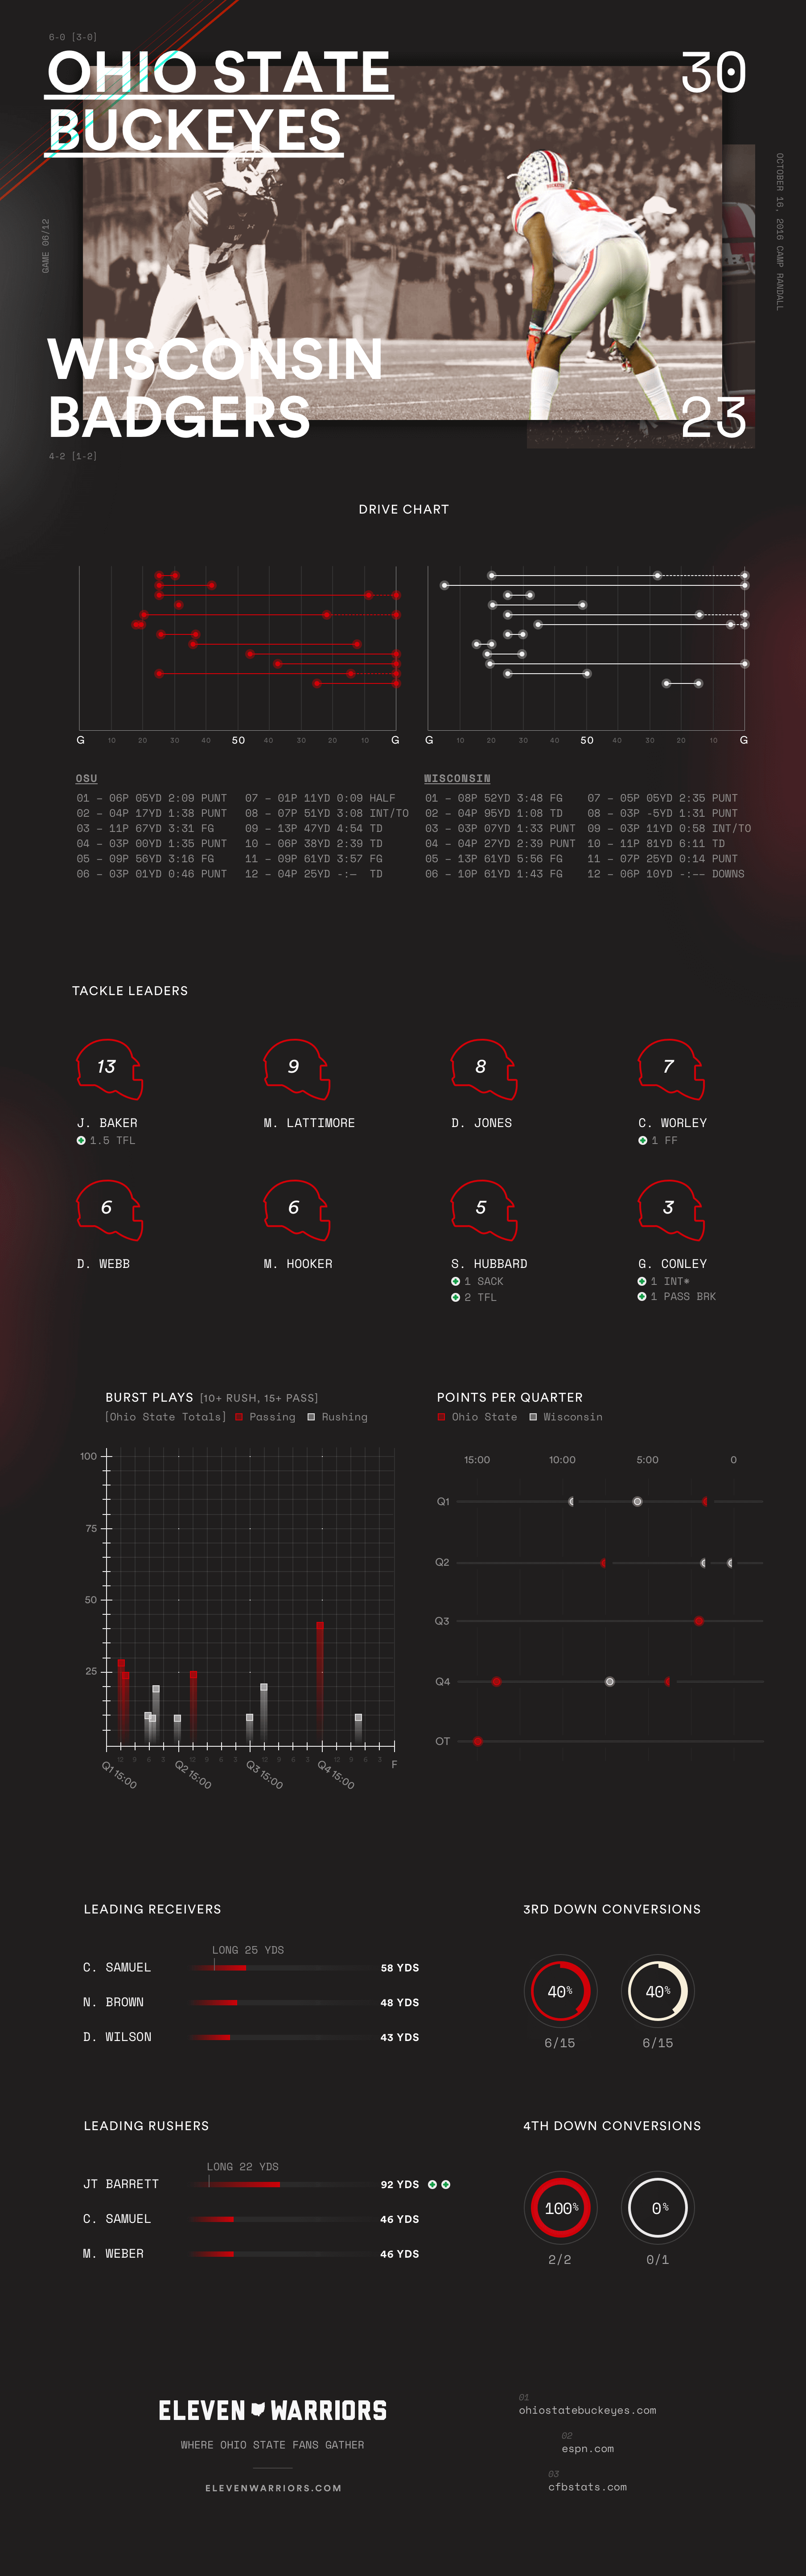 6-0 [3-0]
OHIO STATE
BUCKEYES
30
GAME 06/12
OCTOBER 16, 2016 CAMP RANDALL
WISCONSIN
BADGERS
23
4-2 [1-2]
DRIVE CHART
G 10 20 30 40 50 40 30 20 10 G
G 10 20 30 40 50 40 30 20 10 G
OSU
01 – 06P 05YD 2:09 PUNT
02 – 04P 17YD 1:38 PUNT
03 – 11P 67YD 3:31 FG
04 – 03P 00YD 1:35 PUNT
05 – 09P 56YD 3:16 FG
06 – 03P 01YD 0:46 PUNT
07 – 01P 11YD 0:09 HALF
08 – 07P 51YD 3:08 INT/TO
09 – 13P 47YD 4:54 TD
10 – 06P 38YD 2:39 TD
11 – 09P 61YD 3:57 FG
12 – 04P 25YD -:– TD
WISCONSIN
01 – 08P 52YD 3:48 FG
02 – 04P 95YD 1:08 TD
03 – 03P 07YD 1:33 PUNT
04 – 04P 27YD 2:39 PUNT
05 – 13P 61YD 5:56 FG
06 – 10P 61YD 1:43 FG
07 – 05P 05YD 2:35 PUNT
08 – 03P -5YD 1:31 PUNT
09 – 03P 11YD 0:58 INT/TO
10 – 11P 81YD 6:11 TD
11 – 07P 25YD 0:14 PUNT
12 – 06P 10YD -:–– DOWNS
TACKLE LEADERS
13
J. BAKER
1.5 TFL
9
M. LATTIMORE
8
D. JONES
7
C. WORLEY
1 FF
6
D. WEBB
6
M. HOOKER
5
S. HUBBARD
1 SACK
2 TFL
3
G. CONLEY
1 INT*
1 PASS BRK
BURST PLAYS [10+ RUSH, 15+ PASS]
[Ohio State Totals] Passing Rushing
100
75
50
25
12 9 6 3 12 9 6 3 12 9 6 3 12 9 6 3 F
Q1 15:00 Q2 15:00 Q3 15:00 Q4 15:00
POINTS PER QUARTER
Ohio State Wisconsin
15:00 10:00 5:00 0
Q1
Q2
Q3
Q4
OT
LEADING RECEIVERS
LONG 25 YDS
C. SAMUEL 58 YDS
N. BROWN 48 YDS
D. WILSON 43 YDS
3RD DOWN CONVERSIONS
40% 40%
6/15 6/15
LEADING RUSHERS
LONG 22 YDS
JT BARRETT 92 YDS
C. SAMUEL 46 YDS
M. WEBER 46 YDS
4TH DOWN CONVERSIONS
100% 0%
2/2 0/1
ELEVEN WARRIORS
WHERE OHIO STATE FANS GATHER
ELEVENWARRIORS.COM
01
ohiostatebuckeyes.com
02
espn.com
03
cfbstats.com